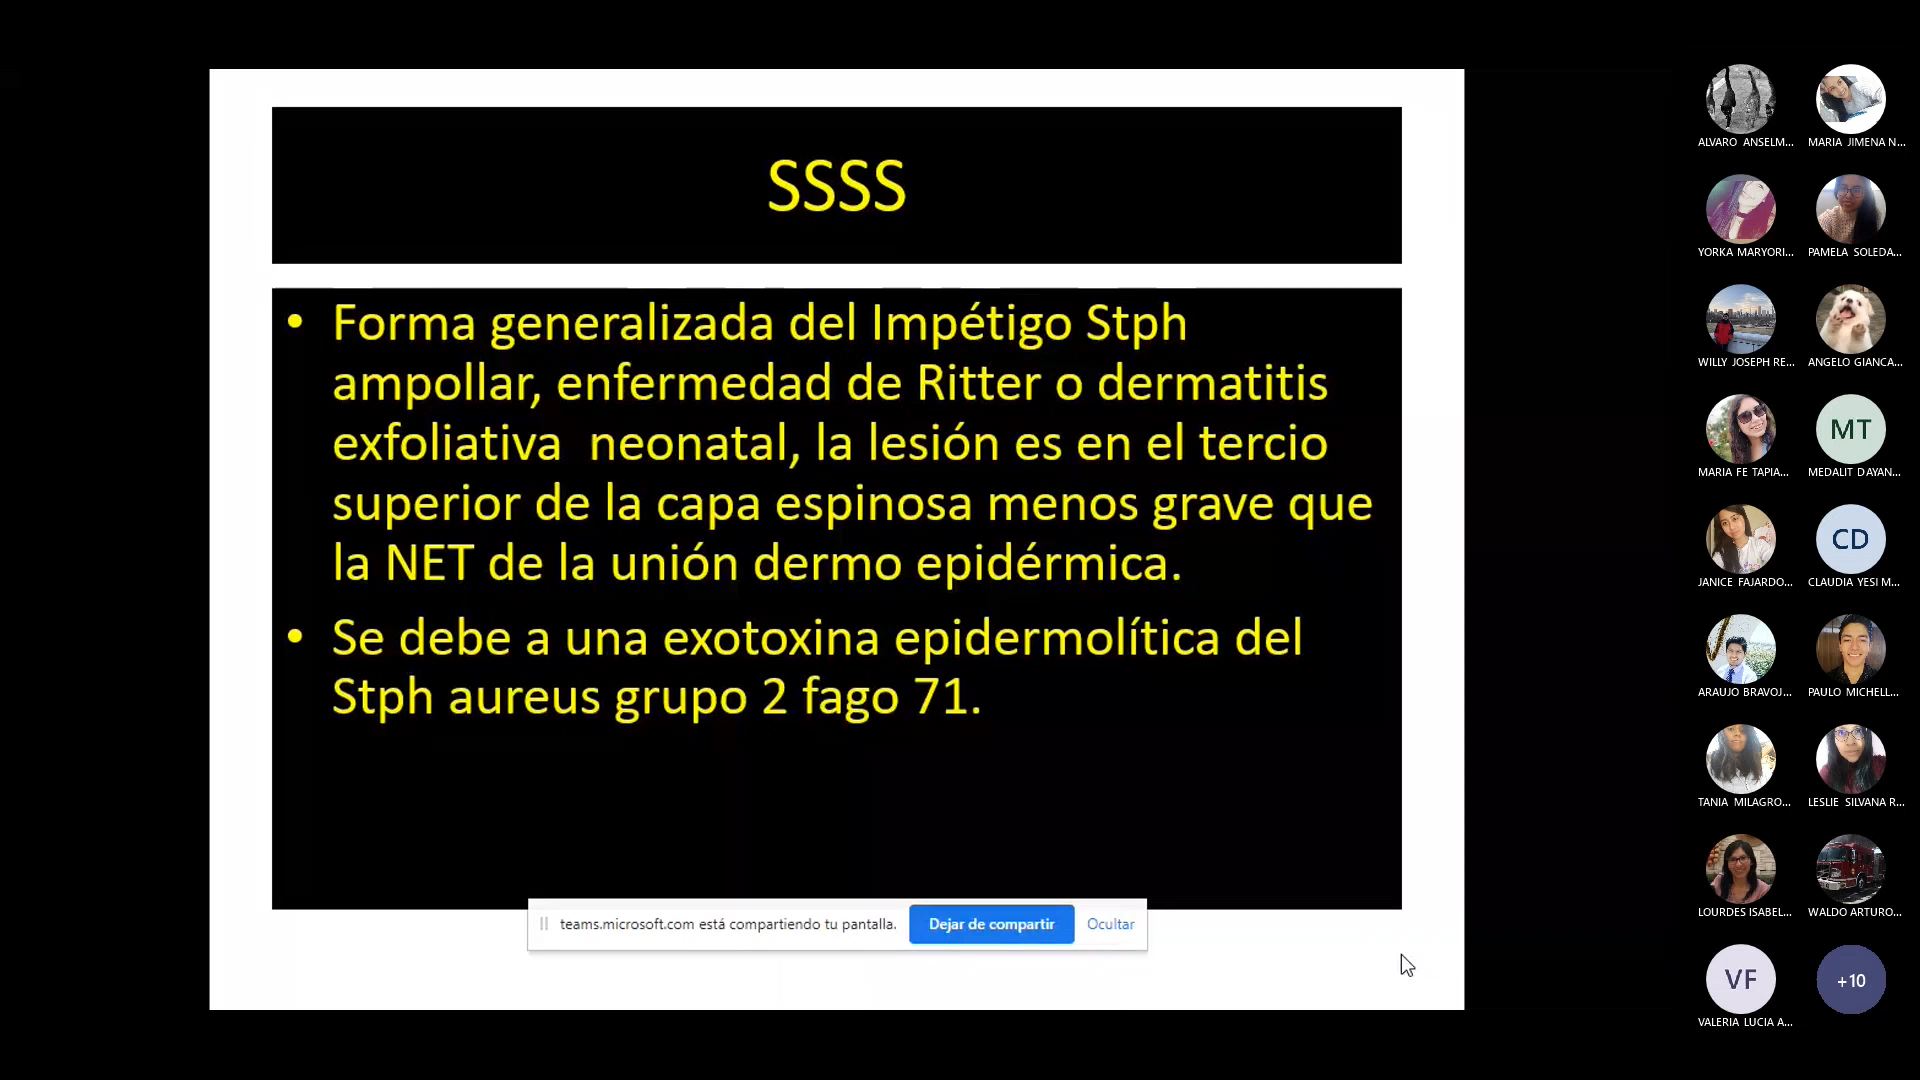 SSSS
• Forma generalizada del Impétigo Stph
ampollar, enfermedad de Ritter o dermatitis
exfoliativa  neonatal, la lesión es en el tercio
superior de la capa espinosa menos grave que
la NET de la unión dermo epidérmica.
• Se debe a una exotoxina epidermolítica del
Stph aureus grupo 2 fago 71.
teams.microsoft.com está compartiendo tu pantalla. Dejar de compartir Ocultar
ALVARO ANSELM... MARIA JIMENA N...
YORKA MARYORI... PAMELA SOLEDA...
WILLY JOSEPH RE... ANGELO GIANCA...
MT
MARIA FE TAPIA... MEDALIT DAYAN...
CD
JANICE FAJARDO... CLAUDIA YESI M...
ARAUJO BRAVOJ... PAULO MICHELL...
TANIA MILAGRO... LESLIE SILVANA R...
LOURDES ISABEL... WALDO ARTURO...
VF +10
VALERIA LUCIA A...